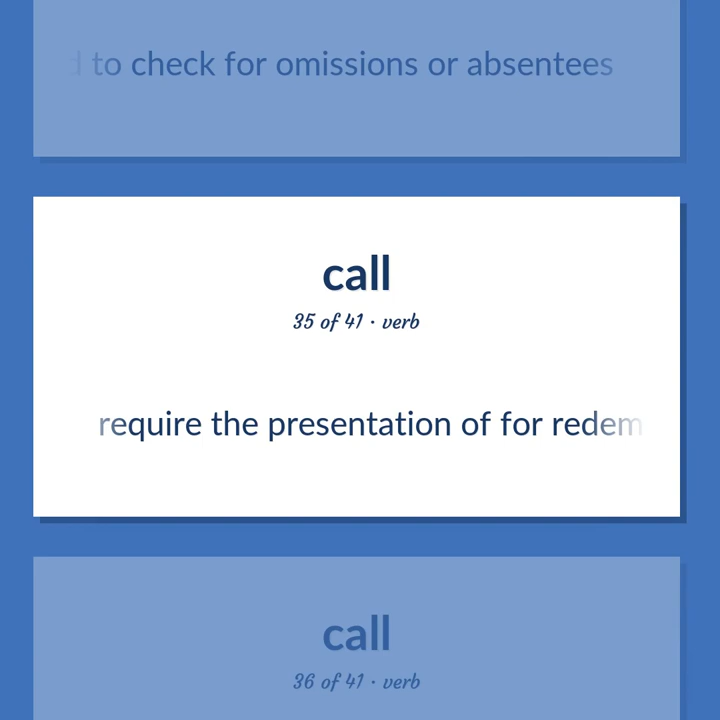 to check for omissions or absentees
call
35 of 41 · verb
require the presentation of for redem
call
36 of 41 · verb